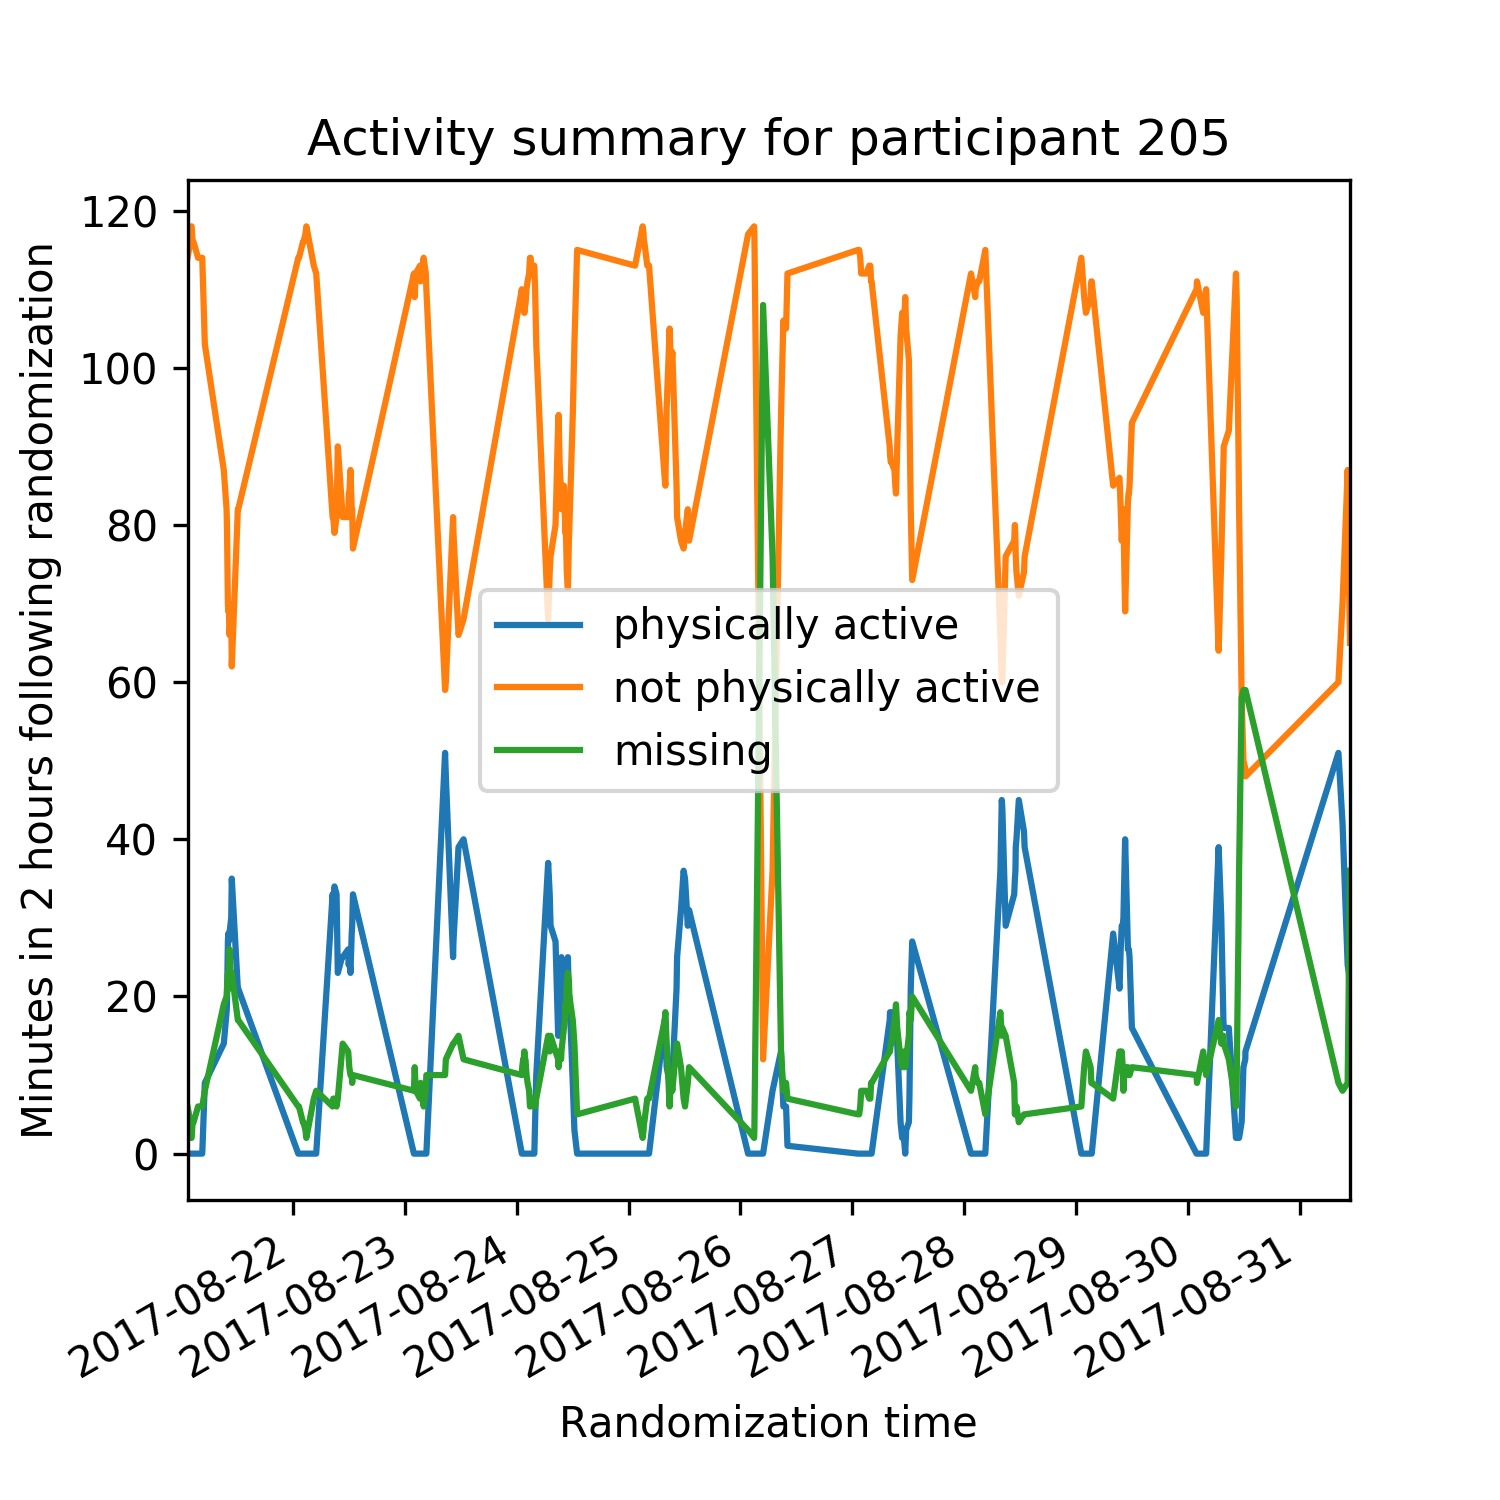 Activity summary for participant 205
Minutes in 2 hours following randomization
120
100
80
60
40
20
0
physically active
not physically active
missing
2017-08-22
2017-08-23
2017-08-24
2017-08-25
2017-08-26
2017-08-27
2017-08-28
2017-08-29
2017-08-30
2017-08-31
Randomization time